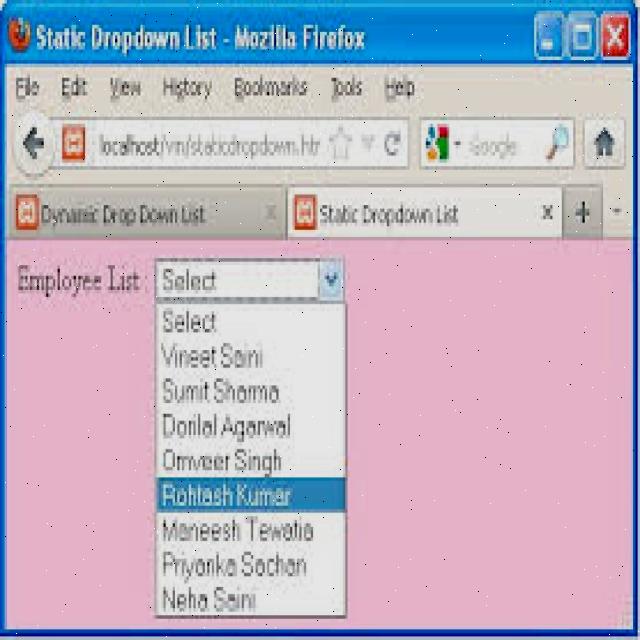 Static Dropdown List - Mozilla Firefox
File Edit View History Bookmarks Tools Help
localhost/vm/staticdropdown.htm Google
Dynamic Drop Down List Static Dropdown List
Employee List : Select
Select
Vineet Saini
Sumit Sharma
Dorilal Agarwal
Omveer Singh
Rohtash Kumar
Maneesh Tewatia
Priyanka Sachan
Neha Saini